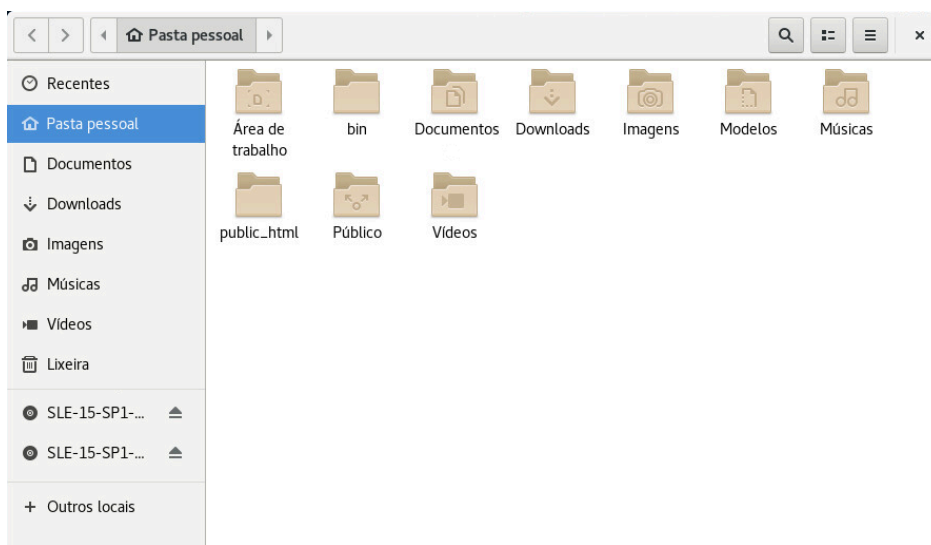 Pasta pessoal
Recentes
Pasta pessoal
Documentos
Downloads
Imagens
Músicas
Vídeos
Lixeira
SLE-15-SP1-...
SLE-15-SP1-...
Outros locais
Área de
trabalho
bin
Documentos
Downloads
Imagens
Modelos
Músicas
public_html
Público
Vídeos